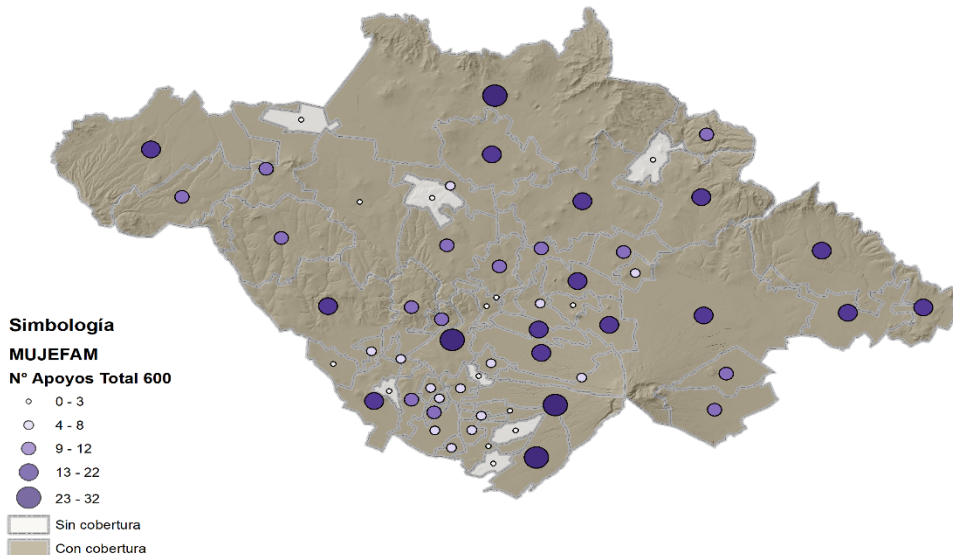 Simbología
MUJEFAM
N° Apoyos Total 600
0 - 3
4 - 8
9 - 12
13 - 22
23 - 32
Sin cobertura
Con cobertura